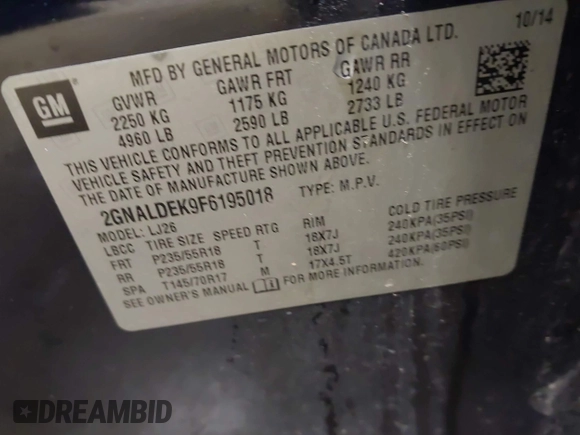 10/14
GM
MFD BY GENERAL MOTORS OF CANADA LTD.
GVWR GAWR FRT GAWR RR
2250 KG 1175 KG 1240 KG
4960 LB 2590 LB 2733 LB
THIS VEHICLE CONFORMS TO ALL APPLICABLE U.S. FEDERAL MOTOR
VEHICLE SAFETY AND THEFT PREVENTION STANDARDS IN EFFECT ON
THE DATE OF MANUFACTURE SHOWN ABOVE.
2GNALDEK9F6195018 TYPE: M.P.V.
MODEL: LJ26
LBCC TIRE SIZE SPEED RTG RIM COLD TIRE PRESSURE
FRT P235/55R18 T 18X7J 240KPA(35PSI)
RR P235/55R18 T 18X7J 240KPA(35PSI)
SPA T145/70R17 M 17X4.5T 420KPA(60PSI)
SEE OWNER'S MANUAL FOR MORE INFORMATION.
DREAMBID